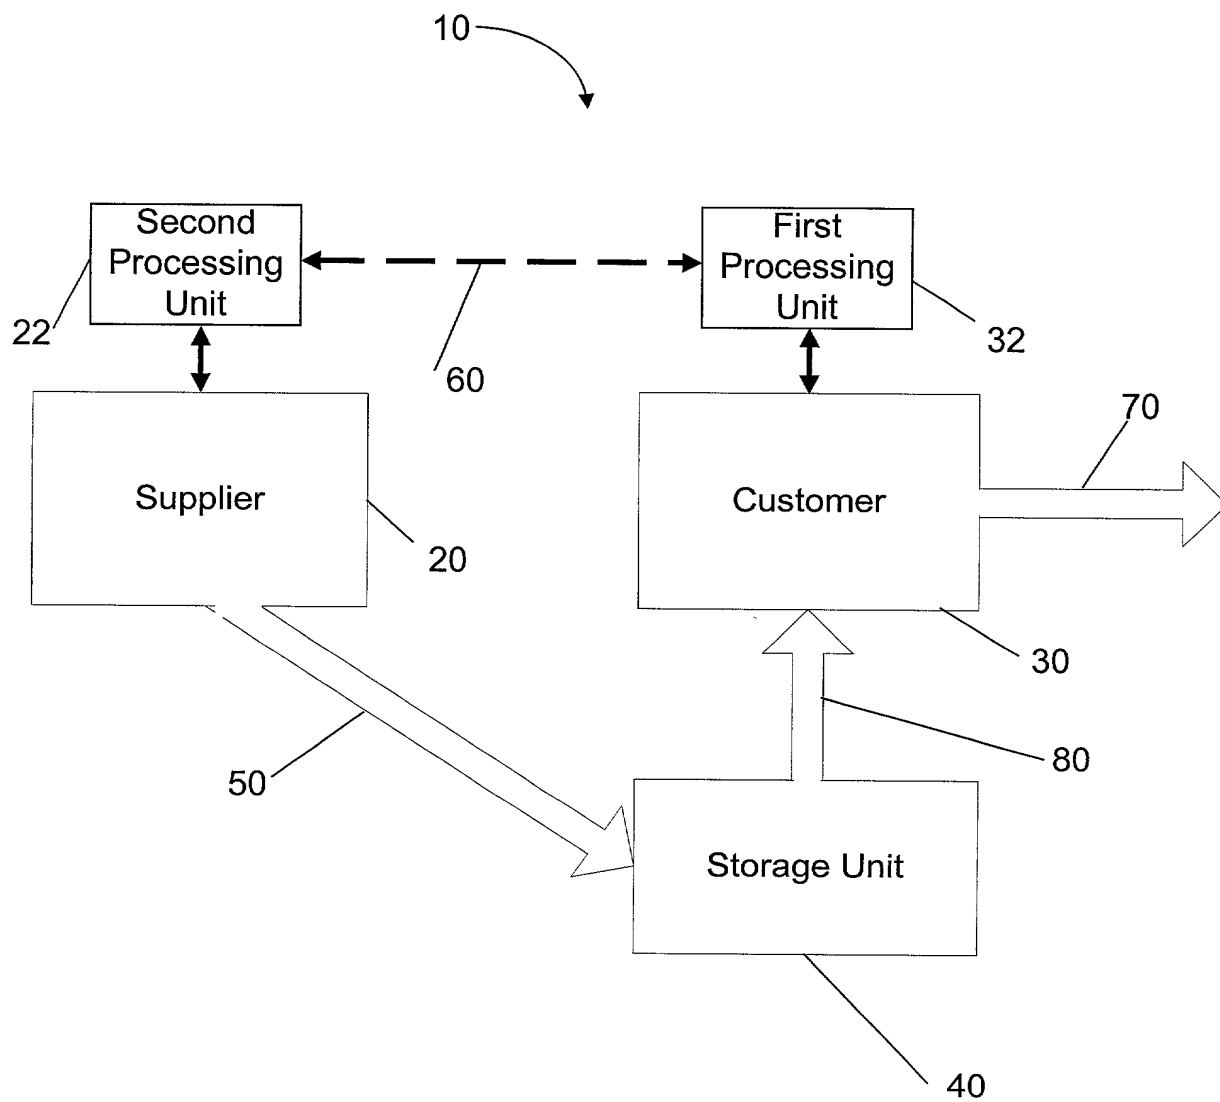 10
Second
Processing
Unit
First
Processing
Unit
22
60
32
70
Supplier
Customer
20
30
50
80
Storage Unit
40